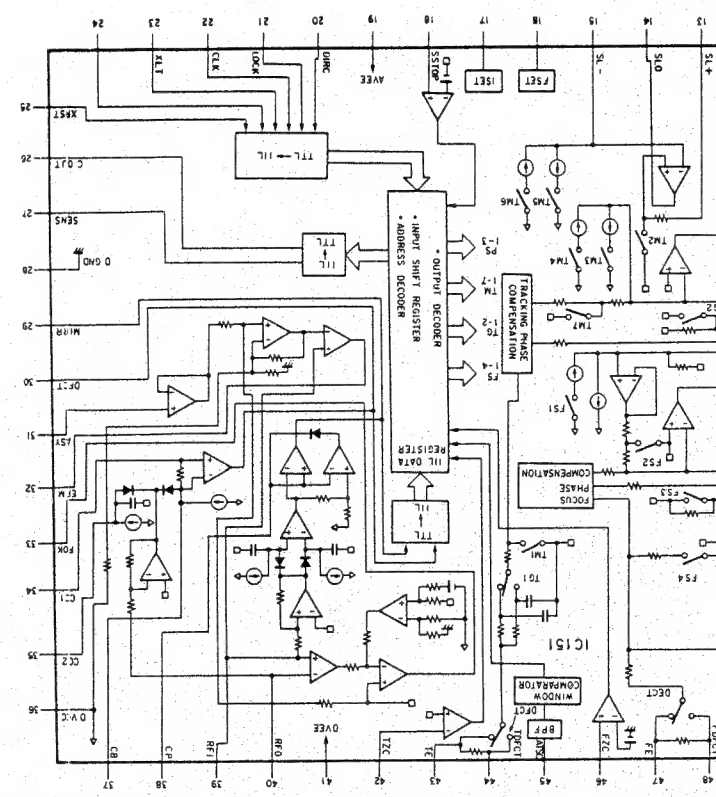 24
23
22
21
20
19
18
17
16
15
14
13
XLT
CLK
LOCK
DIRC
AVEE
SSTOP
ISET
FSET
SL-
SLO
SL+
25
XRST
26
C.OUT
27
SENS
28
D GND
29
MIRR
30
DFCT
31
ASY
32
EFM
33
FOK
34
CC1
35
CC2
36
DVCC
TTL
IIL
IIL
TTL
• INPUT SHIFT REGISTER
• ADDRESS DECODER
• OUTPUT DECODER
IIL DATA
REGISTER
IIL
TTL
PS
1-3
TM
1-7
TG
1-2
FS
1-4
TRACKING PHASE
COMPENSATION
TM6
TM5
TM4
TM3
TM2
TM7
FS1
FS2
FOCUS
PHASE
COMPENSATION
FS3
FS4
TM1
TG1
IC151
WINDOW
COMPARATOR
BPF
DFCT
DFCT
37
38
39
40
41
42
43
44
45
46
47
48
CB
CP
RFI
RFO
DVEE
TZC
TE
TDFCT
ATSC
FZC
FE